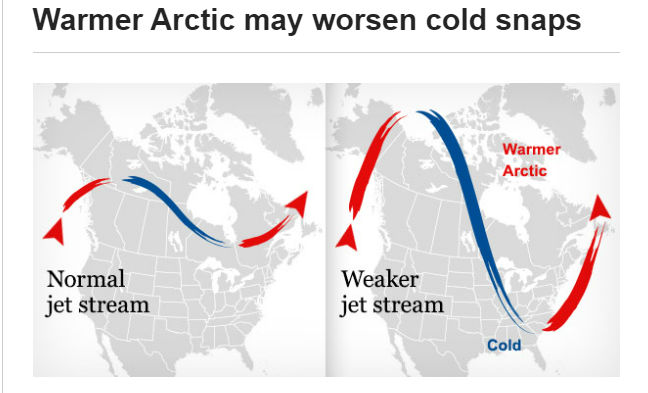 Warmer Arctic may worsen cold snaps
Normal
jet stream
Weaker
jet stream
Warmer
Arctic
Cold